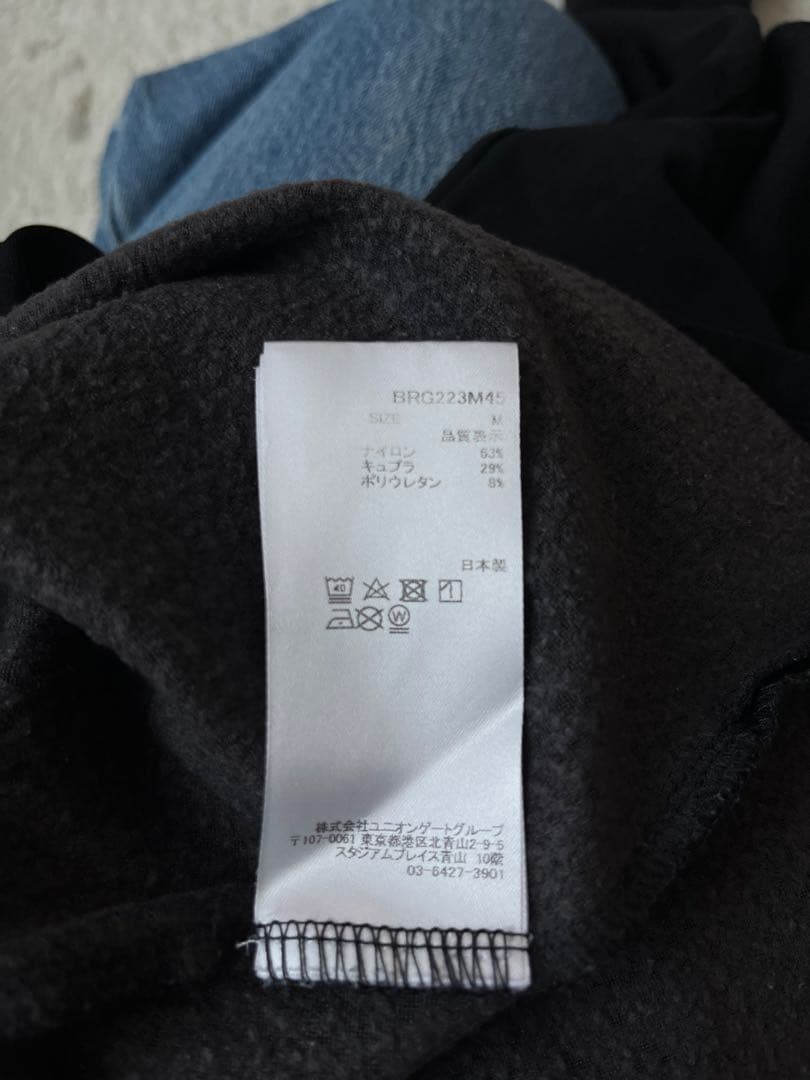 BRG223M45
SIZE M
品質表示
ナイロン 63%
キュプラ 29%
ポリウレタン 8%
日本製
40
W
株式会社ユニオンゲートグループ
〒107-0061 東京都港区北青山2-9-5
スタジアムプレイス青山 10階
03-6427-3901